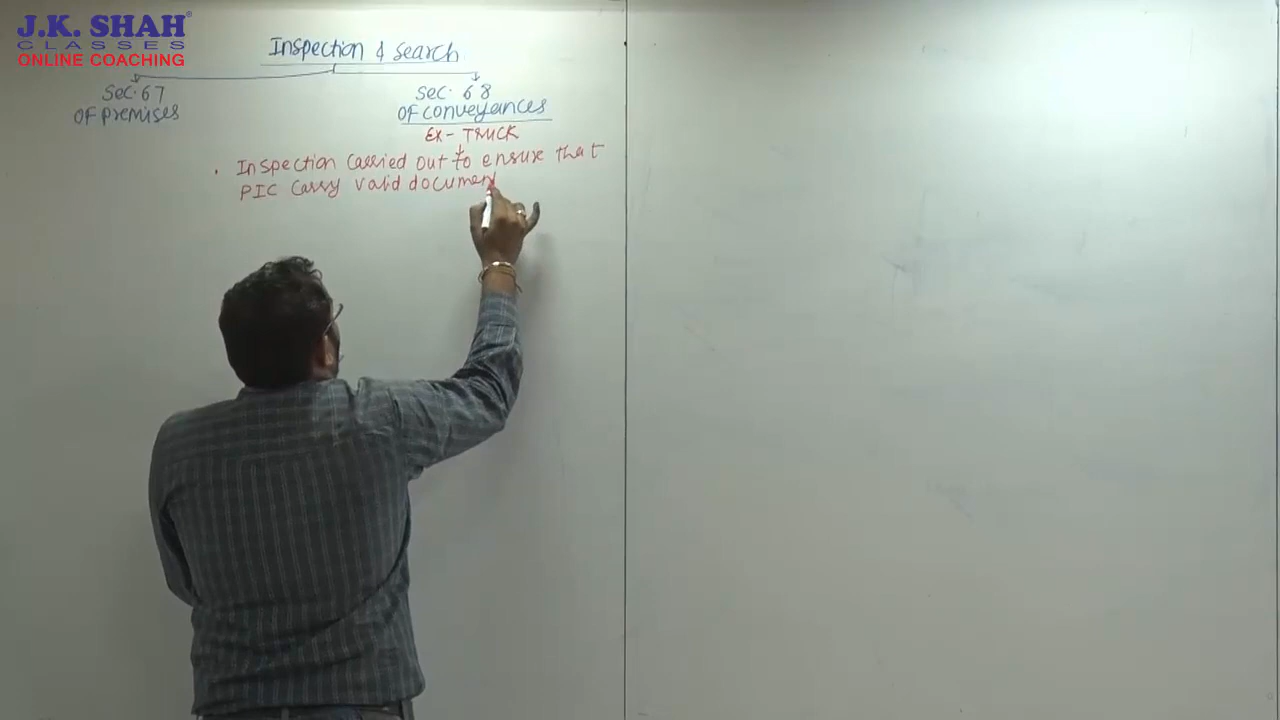 J.K. SHAH®
CLASSES
ONLINE COACHING
Inspection & Search
Sec. 67
OF Premises
Sec. 68
OF conveyances
Ex- TRUCK
. Inspection Carried out to ensure that
PIC Carry valid documen